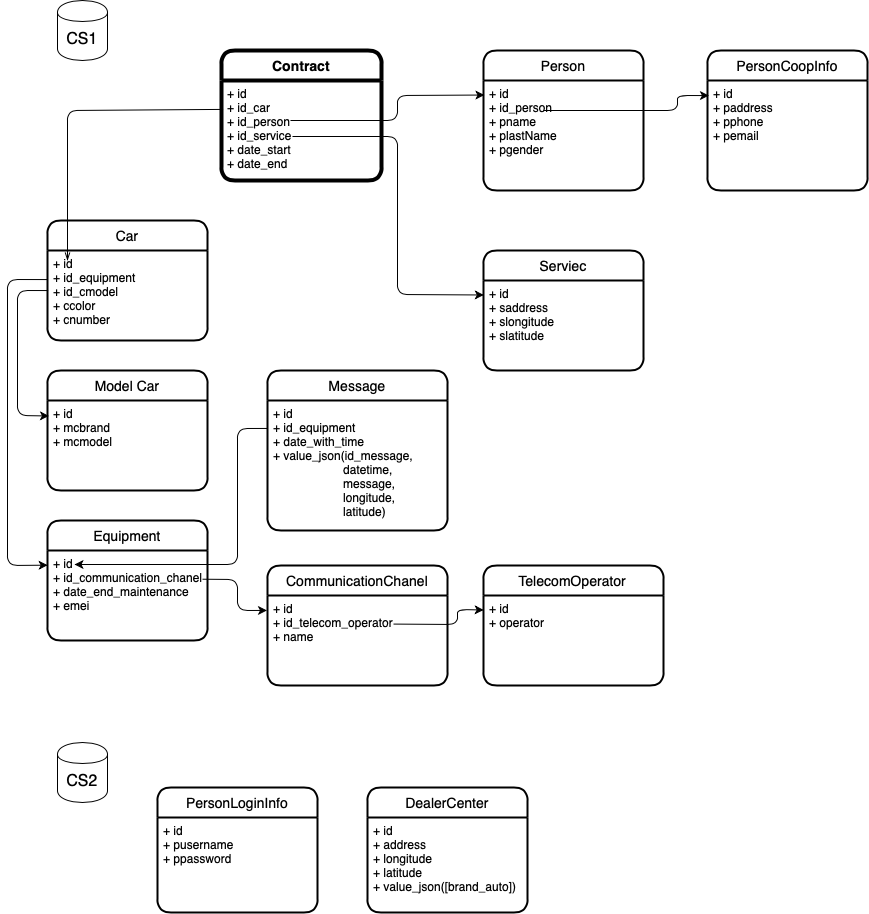 CS1
Contract
+ id
+ id_car
+ id_person
+ id_service
+ date_start
+ date_end
Person
+ id
+ id_person
+ pname
+ plastName
+ pgender
PersonCoopInfo
+ id
+ paddress
+ pphone
+ pemail
Car
+ id
+ id_equipment
+ id_cmodel
+ ccolor
+ cnumber
Serviec
+ id
+ saddress
+ slongitude
+ slatitude
Model Car
+ id
+ mcbrand
+ mcmodel
Message
+ id
+ id_equipment
+ date_with_time
+ value_json(id_message,
datetime,
message,
longitude,
latitude)
Equipment
+ id
+ id_communication_chanel
+ date_end_maintenance
+ emei
CommunicationChanel
+ id
+ id_telecom_operator
+ name
TelecomOperator
+ id
+ operator
CS2
PersonLoginInfo
+ id
+ pusername
+ ppassword
DealerCenter
+ id
+ address
+ longitude
+ latitude
+ value_json([brand_auto])